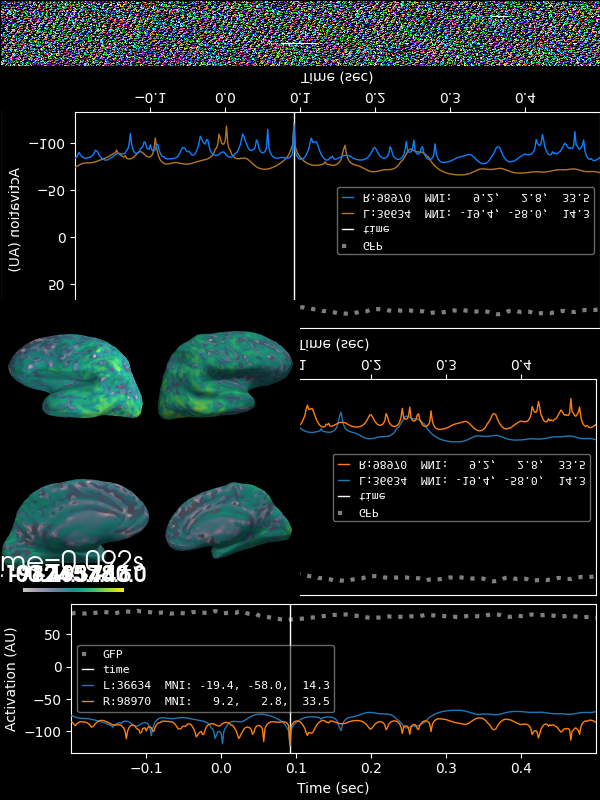 Time (sec)
−0.1 0.0 0.1 0.2 0.3 0.4
−100
−50
0
50
Activation (AU)
R:98970 MNI: 9.2, 2.8, 33.5
L:36634 MNI: -19.4, -58.0, 14.3
time
GFP
Time (sec)
1 0.2 0.3 0.4
R:98970 MNI: 9.2, 2.8, 33.5
L:36634 MNI: -19.4, -58.0, 14.3
time
GFP
me=0.092s
50
0
−50
−100
Activation (AU)
GFP
time
L:36634 MNI: -19.4, -58.0, 14.3
R:98970 MNI: 9.2, 2.8, 33.5
−0.1 0.0 0.1 0.2 0.3 0.4
Time (sec)